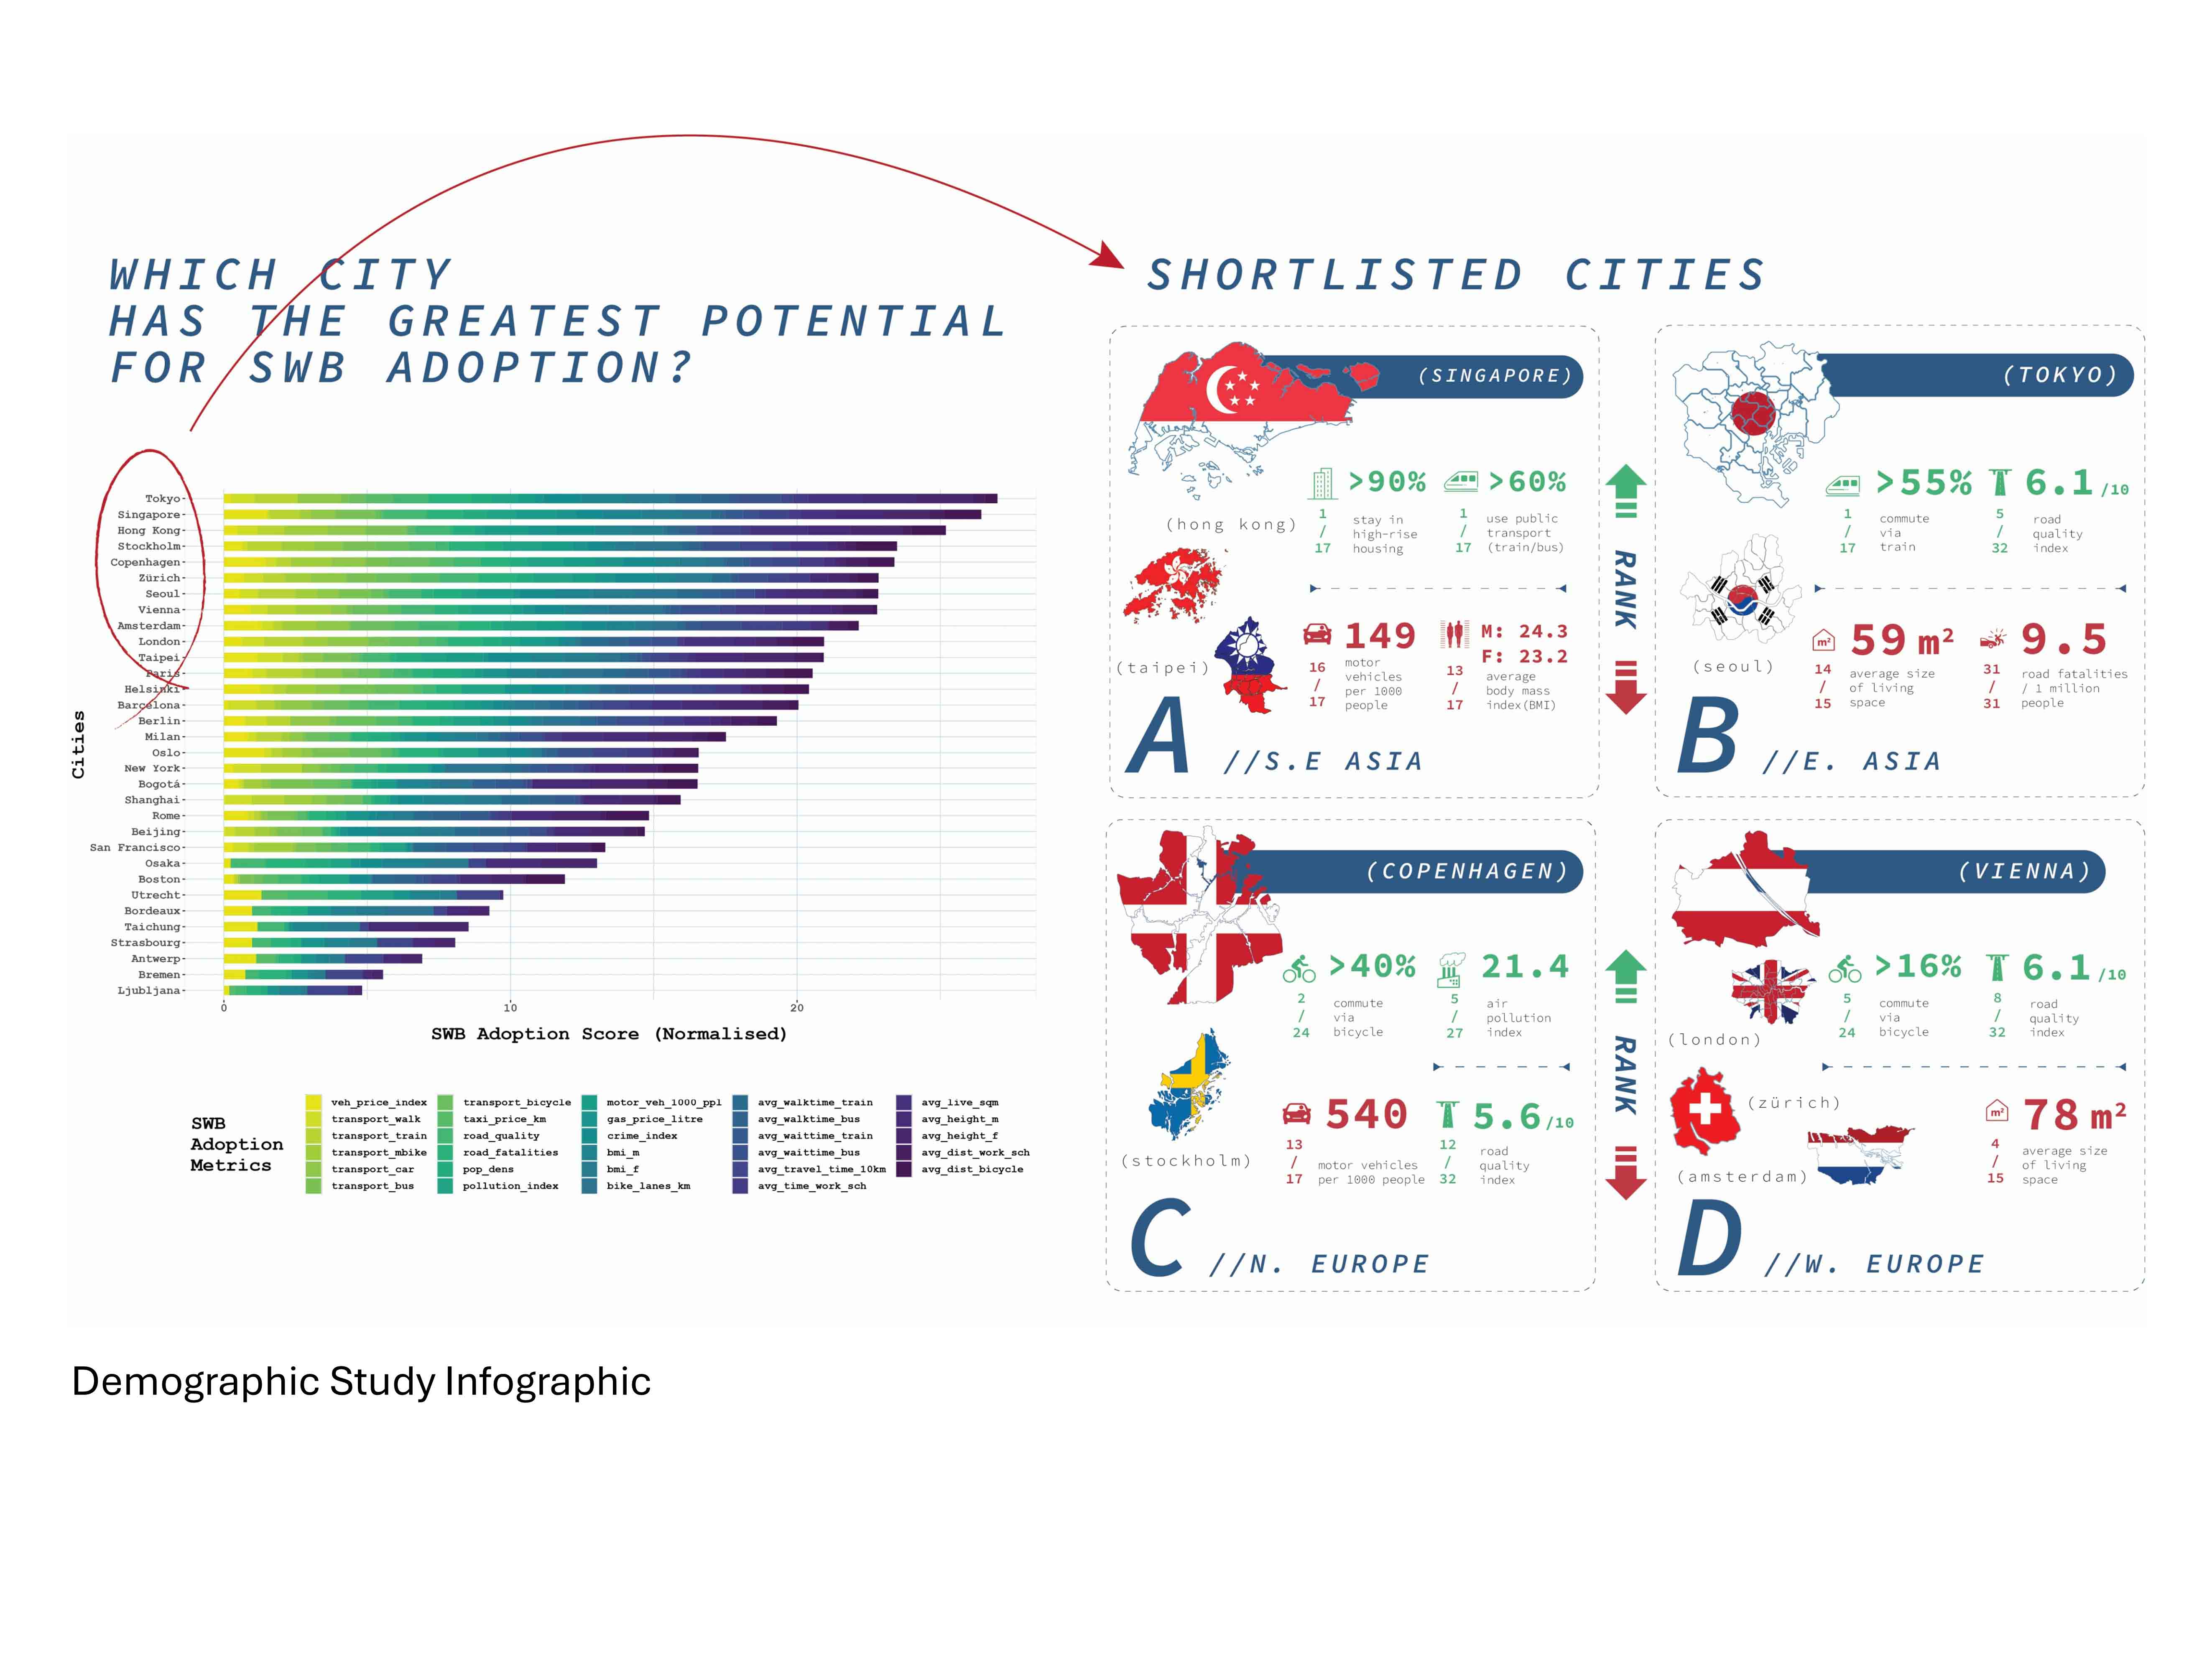 WHICH CITY
HAS THE GREATEST POTENTIAL
FOR SWB ADOPTION?
Cities
Tokyo
Singapore
Hong Kong
Stockholm
Copenhagen
Zürich
Seoul
Vienna
Amsterdam
London
Taipei
Paris
Helsinki
Barcelona
Berlin
Milan
Oslo
New York
Bogotá
Shanghai
Rome
Beijing
San Francisco
Osaka
Boston
Utrecht
Bordeaux
Taichung
Strasbourg
Antwerp
Bremen
Ljubljana
0 10 20
SWB Adoption Score (Normalised)
SWB
Adoption
Metrics
veh_price_index
transport_walk
transport_train
transport_mbike
transport_car
transport_bus
transport_bicycle
taxi_price_km
road_quality
road_fatalities
pop_dens
pollution_index
motor_veh_1000_ppl
gas_price_litre
crime_index
bmi_m
bmi_f
bike_lanes_km
avg_walktime_train
avg_walktime_bus
avg_waittime_train
avg_waittime_bus
avg_travel_time_10km
avg_time_work_sch
avg_live_sqm
avg_height_m
avg_height_f
avg_dist_work_sch
avg_dist_bicycle
SHORTLISTED CITIES
(SINGAPORE)
>90%
1
/
17
stay in
high-rise
housing
>60%
1
/
17
use public
transport
(train/bus)
(hong kong)
149
16
/
17
motor
vehicles
per 1000
people
M: 24.3
F: 23.2
13
/
17
average
body mass
index(BMI)
(taipei)
A //S.E ASIA
RANK
(TOKYO)
>55%
1
/
17
commute
via
train
6.1 /10
5
/
32
road
quality
index
59 m²
m²
14
/
15
average size
of living
space
9.5
31
/
31
road fatalities
/ 1 million
people
(seoul)
B //E. ASIA
(COPENHAGEN)
>40%
2
/
24
commute
via
bicycle
21.4
5
/
27
air
pollution
index
540
13
/
17
motor vehicles
per 1000 people
5.6 /10
12
/
32
road
quality
index
(stockholm)
C //N. EUROPE
RANK
(VIENNA)
>16%
5
/
24
commute
via
bicycle
6.1 /10
8
/
32
road
quality
index
(london)
(zürich)
m²
78 m²
4
/
15
average size
of living
space
(amsterdam)
D //W. EUROPE
Demographic Study Infographic